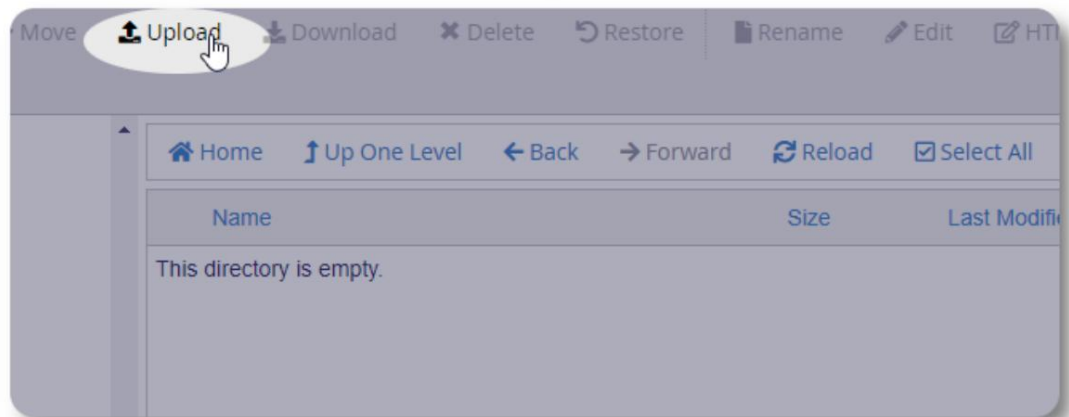 Move Upload Download Delete Restore Rename Edit
Home Up One Level Back Forward Reload Select All
Name Size Last
This directory is empty.